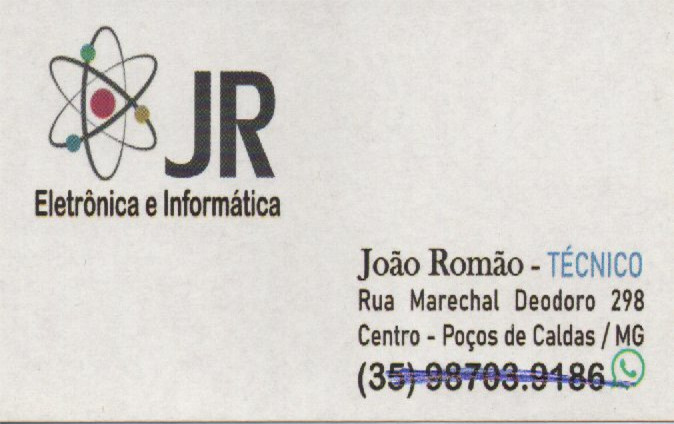 JR
Eletrônica e Informática
João Romão - TÉCNICO
Rua Marechal Deodoro 298
Centro - Poços de Caldas / MG
(35) 98703.9186